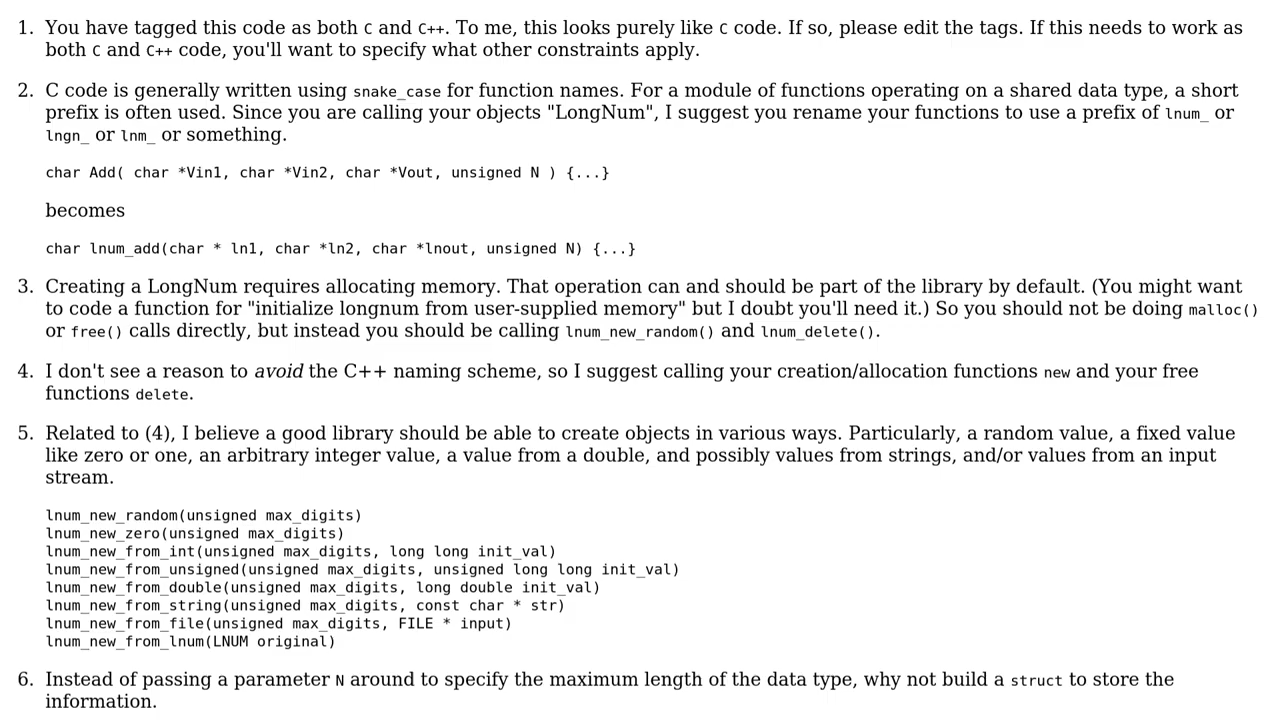 1. You have tagged this code as both C and C++. To me, this looks purely like C code. If so, please edit the tags. If this needs to work as
both C and C++ code, you'll want to specify what other constraints apply.
2. C code is generally written using snake_case for function names. For a module of functions operating on a shared data type, a short
prefix is often used. Since you are calling your objects "LongNum", I suggest you rename your functions to use a prefix of lnum_ or
lngn_ or lnm_ or something.
char Add( char *Vin1, char *Vin2, char *Vout, unsigned N ) {...}
becomes
char lnum_add(char * ln1, char *ln2, char *lnout, unsigned N) {...}
3. Creating a LongNum requires allocating memory. That operation can and should be part of the library by default. (You might want
to code a function for "initialize longnum from user-supplied memory" but I doubt you'll need it.) So you should not be doing malloc()
or free() calls directly, but instead you should be calling lnum_new_random() and lnum_delete().
4. I don't see a reason to avoid the C++ naming scheme, so I suggest calling your creation/allocation functions new and your free
functions delete.
5. Related to (4), I believe a good library should be able to create objects in various ways. Particularly, a random value, a fixed value
like zero or one, an arbitrary integer value, a value from a double, and possibly values from strings, and/or values from an input
stream.
lnum_new_random(unsigned max_digits)
lnum_new_zero(unsigned max_digits)
lnum_new_from_int(unsigned max_digits, long long init_val)
lnum_new_from_unsigned(unsigned max_digits, unsigned long long init_val)
lnum_new_from_double(unsigned max_digits, long double init_val)
lnum_new_from_string(unsigned max_digits, const char * str)
lnum_new_from_file(unsigned max_digits, FILE * input)
lnum_new_from_lnum(LNUM original)
6. Instead of passing a parameter N around to specify the maximum length of the data type, why not build a struct to store the
information.